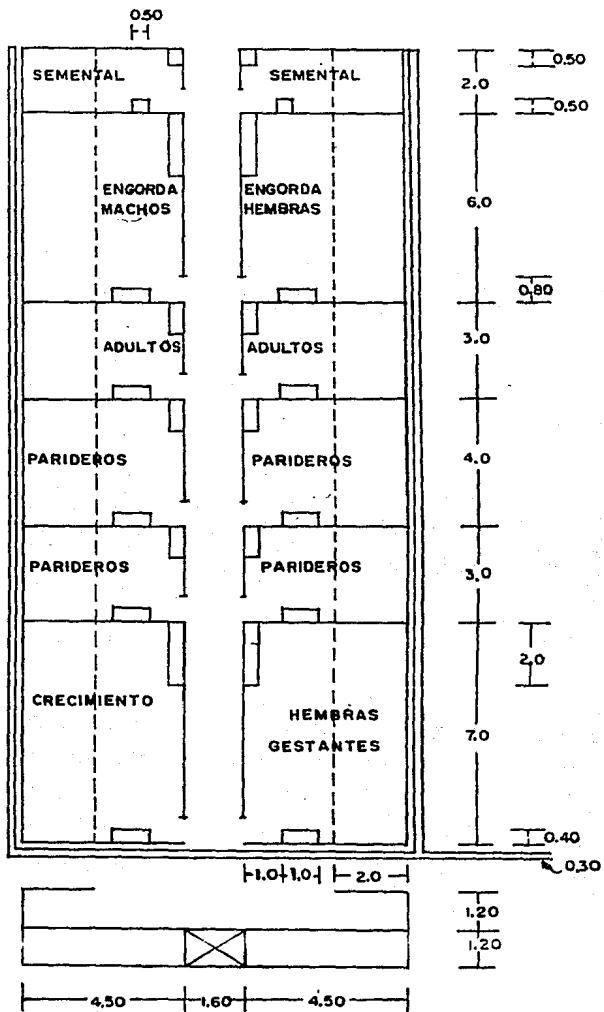 0.50
SEMENTAL
SEMENTAL
2.0
0.50
0.50
ENGORDA
MACHOS
ENGORDA
HEMBRAS
6.0
0.80
ADULTOS
ADULTOS
3.0
PARIDEROS
PARIDEROS
4.0
PARIDEROS
PARIDEROS
3.0
CRECIMIENTO
HEMBRAS
GESTANTES
2.0
7.0
0.40
0.30
1.0
1.0
2.0
1.20
1.20
4.50
1.60
4.50